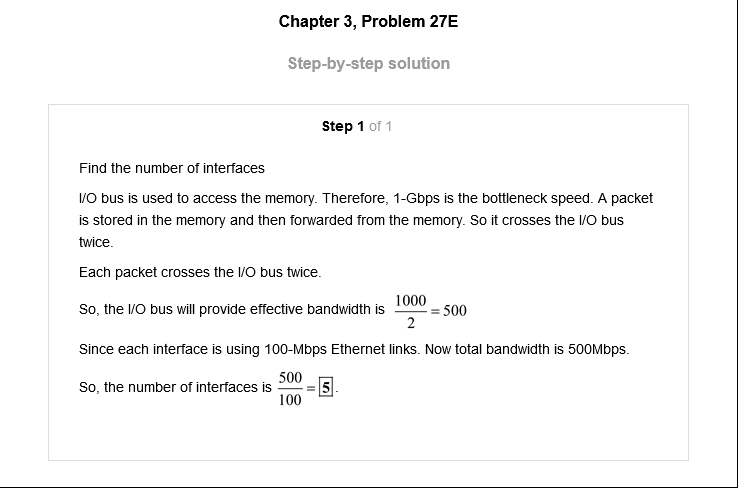 Chapter 3, Problem 27E
Step-by-step solution
Step 1 of 1
Find the number of interfaces
I/O bus is used to access the memory. Therefore, 1-Gbps is the bottleneck speed. A packet
is stored in the memory and then forwarded from the memory. So it crosses the I/O bus
twice.
Each packet crosses the I/O bus twice.
So, the I/O bus will provide effective bandwidth is 1000/2 = 500
Since each interface is using 100-Mbps Ethernet links. Now total bandwidth is 500Mbps.
So, the number of interfaces is 500/100 = 5.